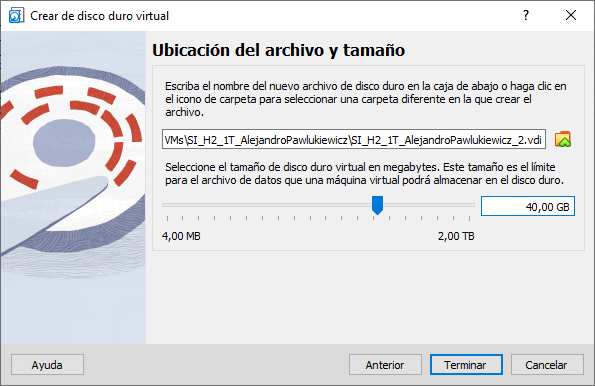 Crear de disco duro virtual
?
Ubicación del archivo y tamaño
Escriba el nombre del nuevo archivo de disco duro en la caja de abajo o haga clic en
el icono de carpeta para seleccionar una carpeta diferente en la que crear el
archivo.
VMs\SI_H2_1T_AlejandroPawlukiewicz\SI_H2_1T_AlejandroPawlukiewicz_2.vdi
Seleccione el tamaño de disco duro virtual en megabytes. Este tamaño es el límite
para el archivo de datos que una máquina virtual podrá almacenar en el disco duro.
40,00 GB
4,00 MB 2,00 TB
Ayuda Anterior Terminar Cancelar